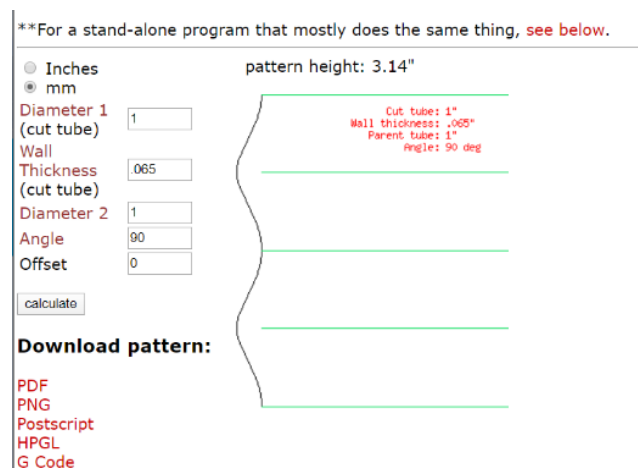 **For a stand-alone program that mostly does the same thing, see below.
Inches
mm
Diameter 1
(cut tube)
1
Wall
Thickness
(cut tube)
.065
Diameter 2
1
Angle
90
Offset
0
calculate
Download pattern:
PDF
PNG
Postscript
HPGL
G Code
pattern height: 3.14"
Cut tube: 1"
Wall thickness: .065"
Parent tube: 1"
Angle: 90 deg